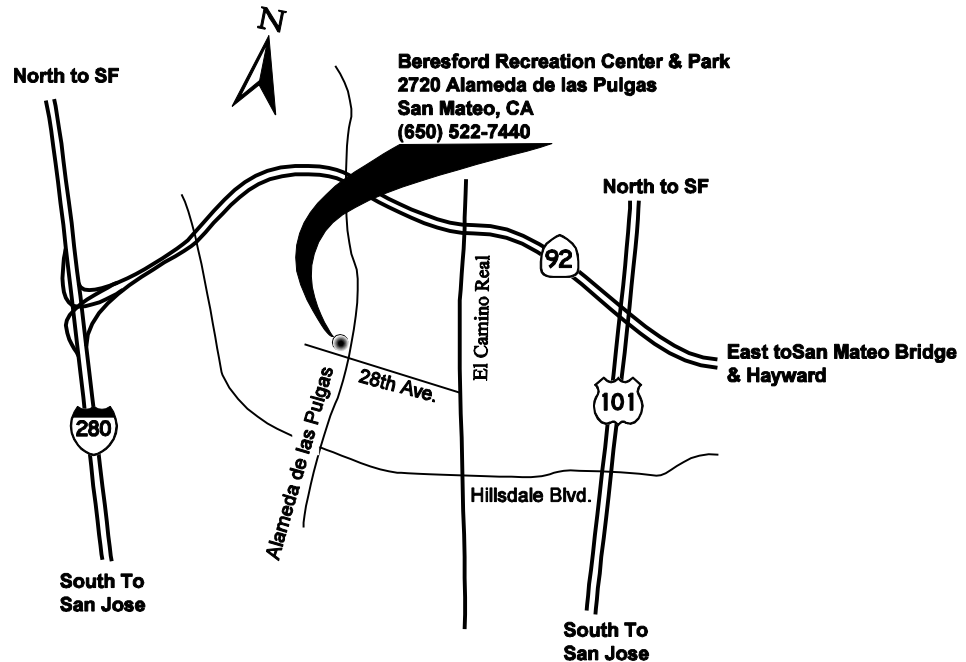 N
North to SF
Beresford Recreation Center & Park
2720 Alameda de las Pulgas
San Mateo, CA
(650) 522-7440
North to SF
92
El Camino Real
East toSan Mateo Bridge
& Hayward
28th Ave.
101
280
Alameda de las Pulgas
Hillsdale Blvd.
South To
San Jose
South To
San Jose